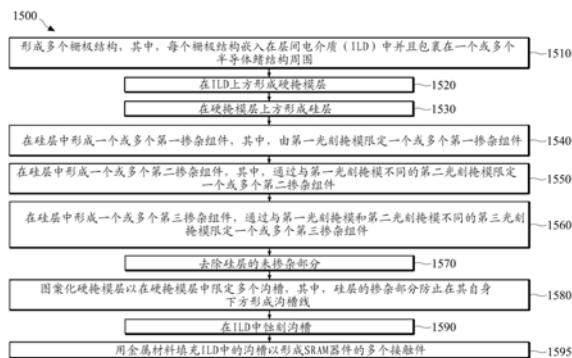 1500
形成多个栅极结构，其中，每个栅极结构嵌入在层间电介质（ILD）中并且包裹在一个或多个
半导体鳍结构周围
1510
在ILD上方形成硬掩模层
1520
在硬掩模层上方形成硅层
1530
在硅层中形成一个或多个第一掺杂组件，其中，由第一光刻掩模限定一个或多个第一掺杂组件
1540
在硅层中形成一个或多个第二掺杂组件，其中，通过与第一光刻掩模不同的第二光刻掩模限定
一个或多个第二掺杂组件
1550
在硅层中形成一个或多个第三掺杂组件，通过与第一光刻掩模和第二光刻掩模不同的第三光刻
掩模限定一个或多个第三掺杂组件
1560
去除硅层的未掺杂部分
1570
图案化硬掩模层以在硬掩模层中限定多个沟槽，其中，硅层的掺杂部分防止在其自身
下方形成沟槽线
1580
在ILD中蚀刻沟槽
1590
用金属材料填充ILD中的沟槽以形成SRAM器件的多个接触件
1595